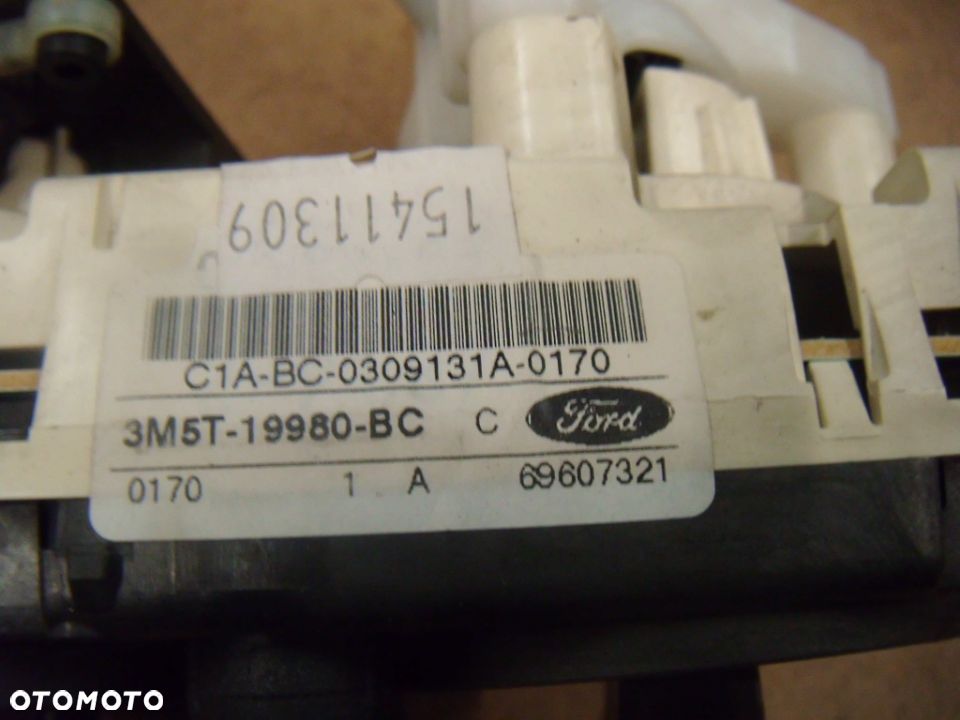 15411309
C1A-BC-0309131A-0170
3M5T-19980-BC C Ford
0170 1 A 69607321
OTOMOTO